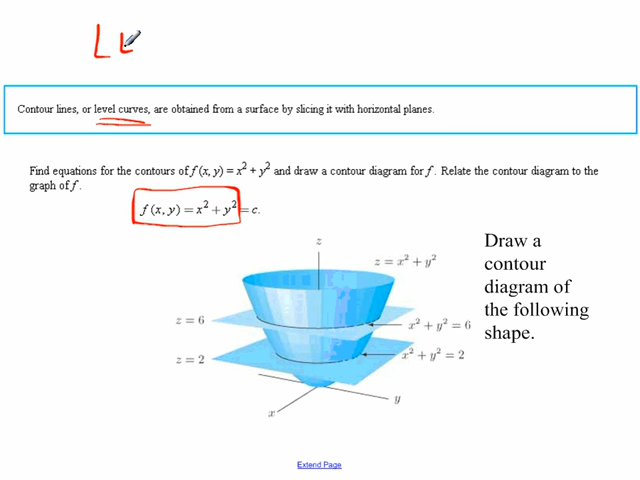 L
Contour lines, or level curves, are obtained from a surface by slicing it with horizontal planes.
Find equations for the contours of f (x, y) = x² + y² and draw a contour diagram for f. Relate the contour diagram to the
graph of f.
f (x, y) = x² + y² = c.
z
z = x² + y²
z = 6
x² + y² = 6
z = 2
x² + y² = 2
y
x
Draw a
contour
diagram of
the following
shape.
Extend Page